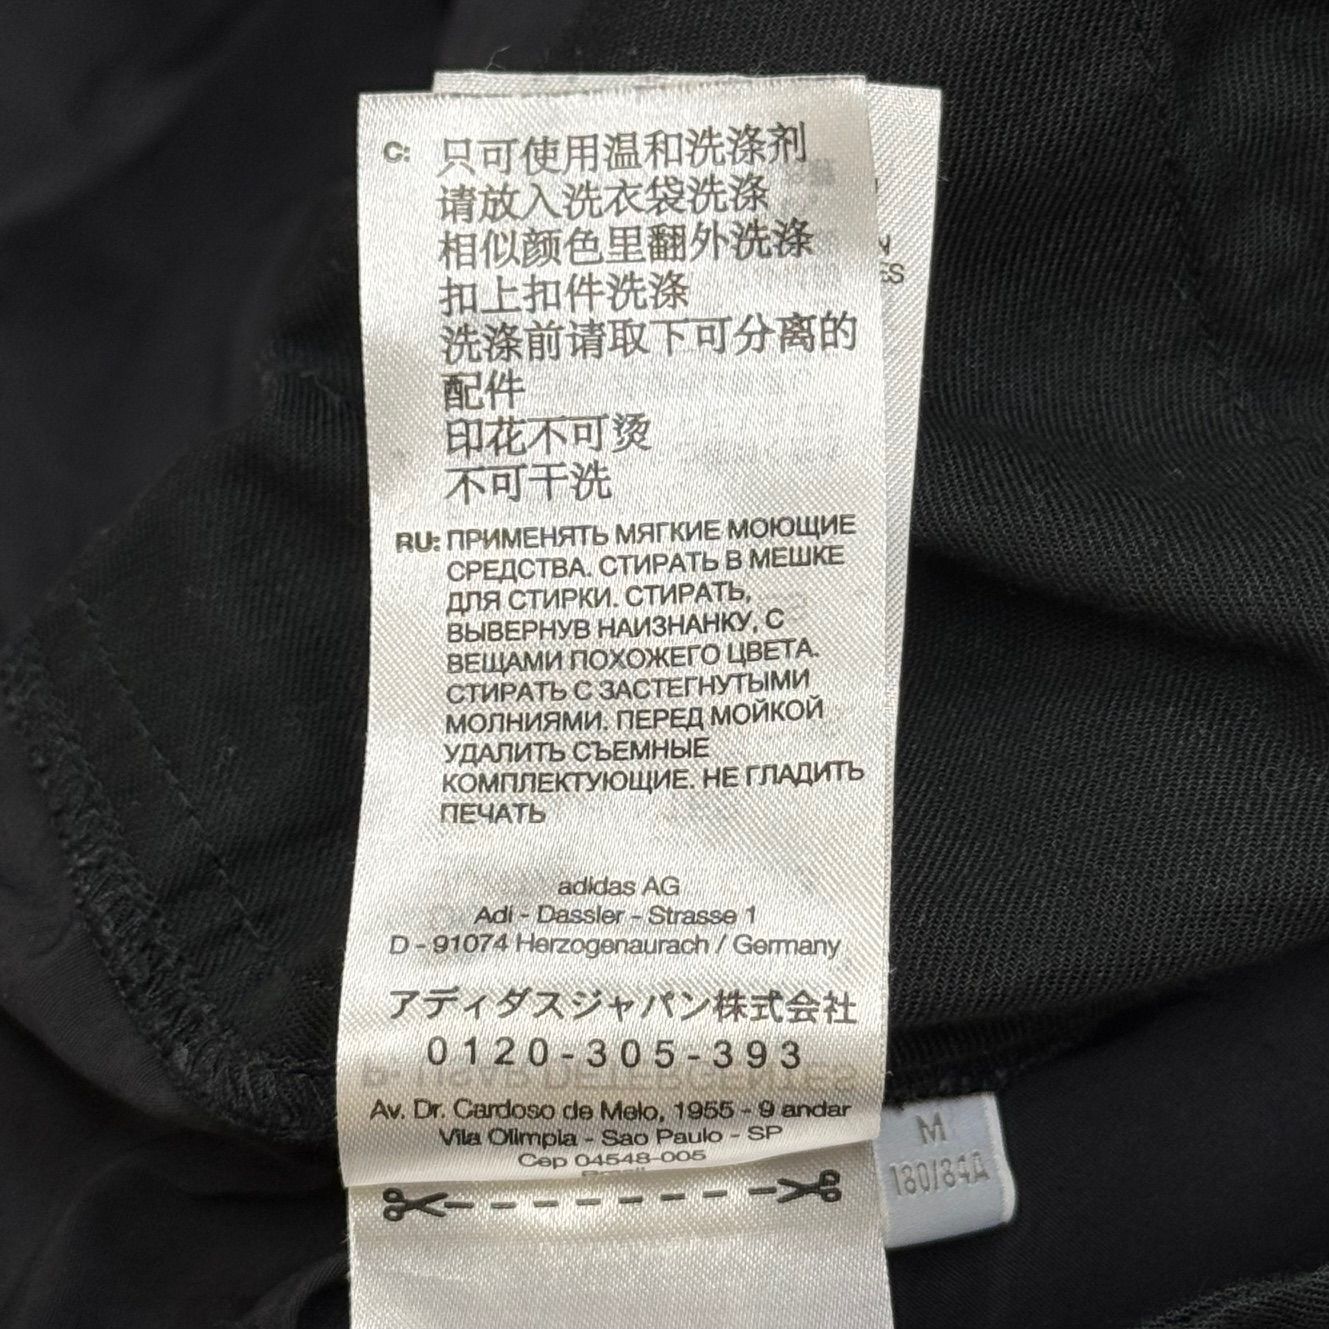 C: 只可使用温和洗涤剂
请放入洗衣袋洗涤
相似颜色里翻外洗涤
扣上扣件洗涤
洗涤前请取下可分离的
配件
印花不可烫
不可干洗
RU: ПРИМЕНЯТЬ МЯГКИЕ МОЮЩИЕ
СРЕДСТВА. СТИРАТЬ В МЕШКЕ
ДЛЯ СТИРКИ. СТИРАТЬ,
ВЫВЕРНУВ НАИЗНАНКУ, С
ВЕЩАМИ ПОХОЖЕГО ЦВЕТА.
СТИРАТЬ С ЗАСТЕГНУТЫМИ
МОЛНИЯМИ. ПЕРЕД МОЙКОЙ
УДАЛИТЬ СЪЕМНЫЕ
КОМПЛЕКТУЮЩИЕ. НЕ ГЛАДИТЬ
ПЕЧАТЬ
adidas AG
Adi - Dassler - Strasse 1
D - 91074 Herzogenaurach / Germany
アディダスジャパン株式会社
0120-305-393
Av. Dr. Cardoso de Melo, 1955 - 9 andar
Vila Olimpia - Sao Paulo - SP
Cep 04548-005
M
180/84A